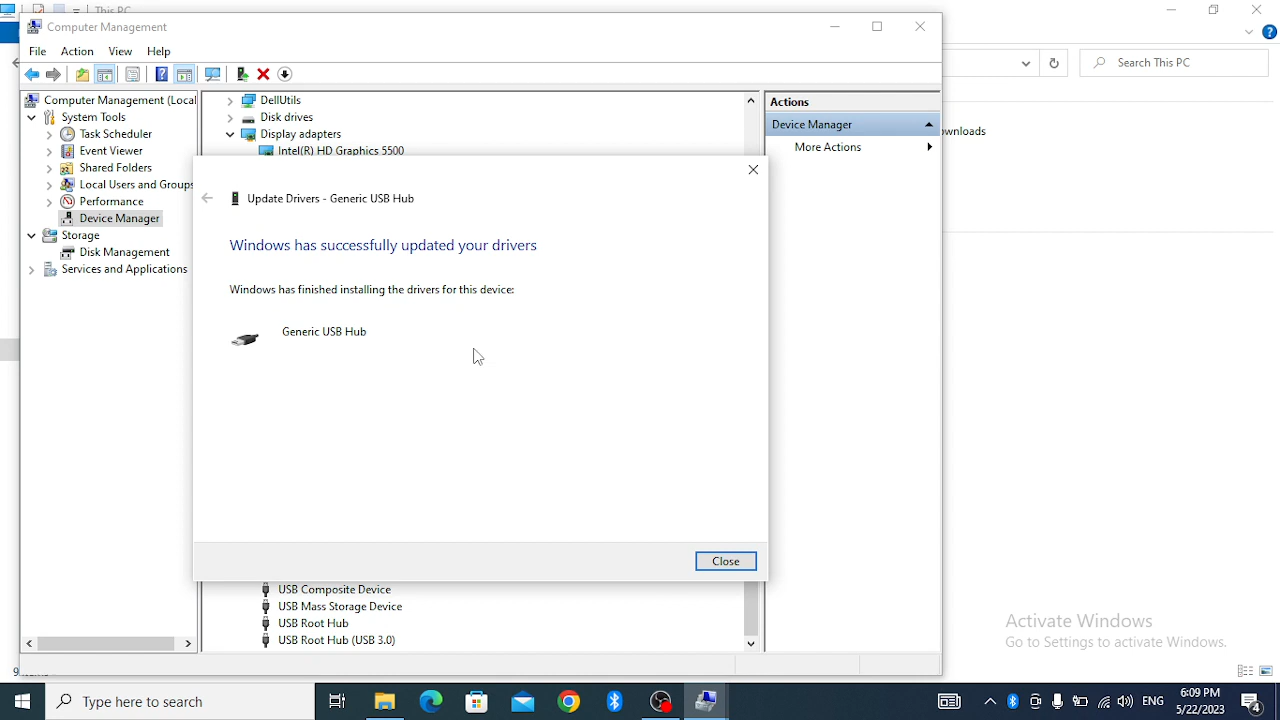 This PC
Computer Management
File Action View Help
Search This PC
Computer Management (Local
System Tools
Task Scheduler
Event Viewer
Shared Folders
Local Users and Groups
Performance
Device Manager
Storage
Disk Management
Services and Applications
DellUtils
Disk drives
Display adapters
Intel(R) HD Graphics 5500
Actions
Device Manager
More Actions
wnloads
Update Drivers - Generic USB Hub
Windows has successfully updated your drivers
Windows has finished installing the drivers for this device:
Generic USB Hub
Close
USB Composite Device
USB Mass Storage Device
USB Root Hub
USB Root Hub (USB 3.0)
Activate Windows
Go to Settings to activate Windows.
Type here to search
ENG
6:09 PM
5/22/2023
4